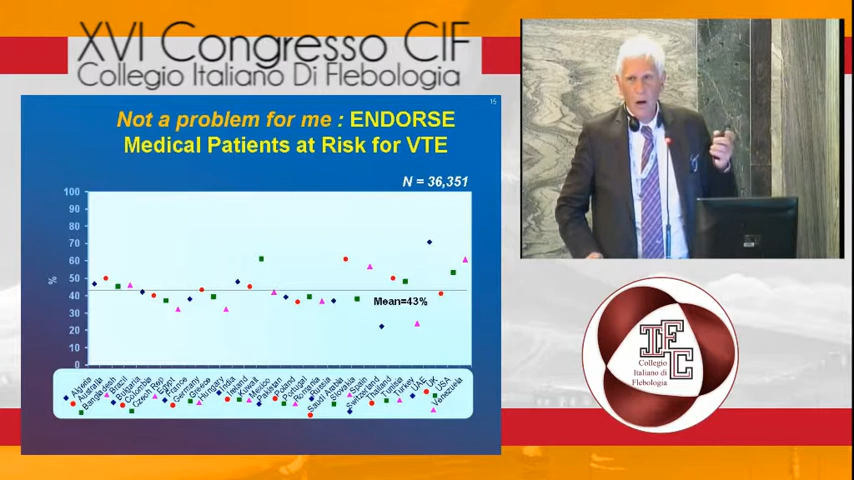 XVI Congresso CIF
Collegio Italiano Di Flebologia
15
Not a problem for me : ENDORSE
Medical Patients at Risk for VTE
N = 36,351
100
90
80
70
60
50
40
30
20
10
0
%
Mean=43%
Algeria
Australia
Bangladesh
Brazil
Bulgaria
Colombia
Czech Rep
Egypt
France
Germany
Greece
Hungary
India
Ireland
Kuwait
Mexico
Pakistan
Poland
Portugal
Romania
Russia
Saudi Arabia
Slovakia
Spain
Switzerland
Thailand
Tunisia
Turkey
UAE
UK
USA
Venezuela
CIF
Collegio
Italiano di
Flebologia